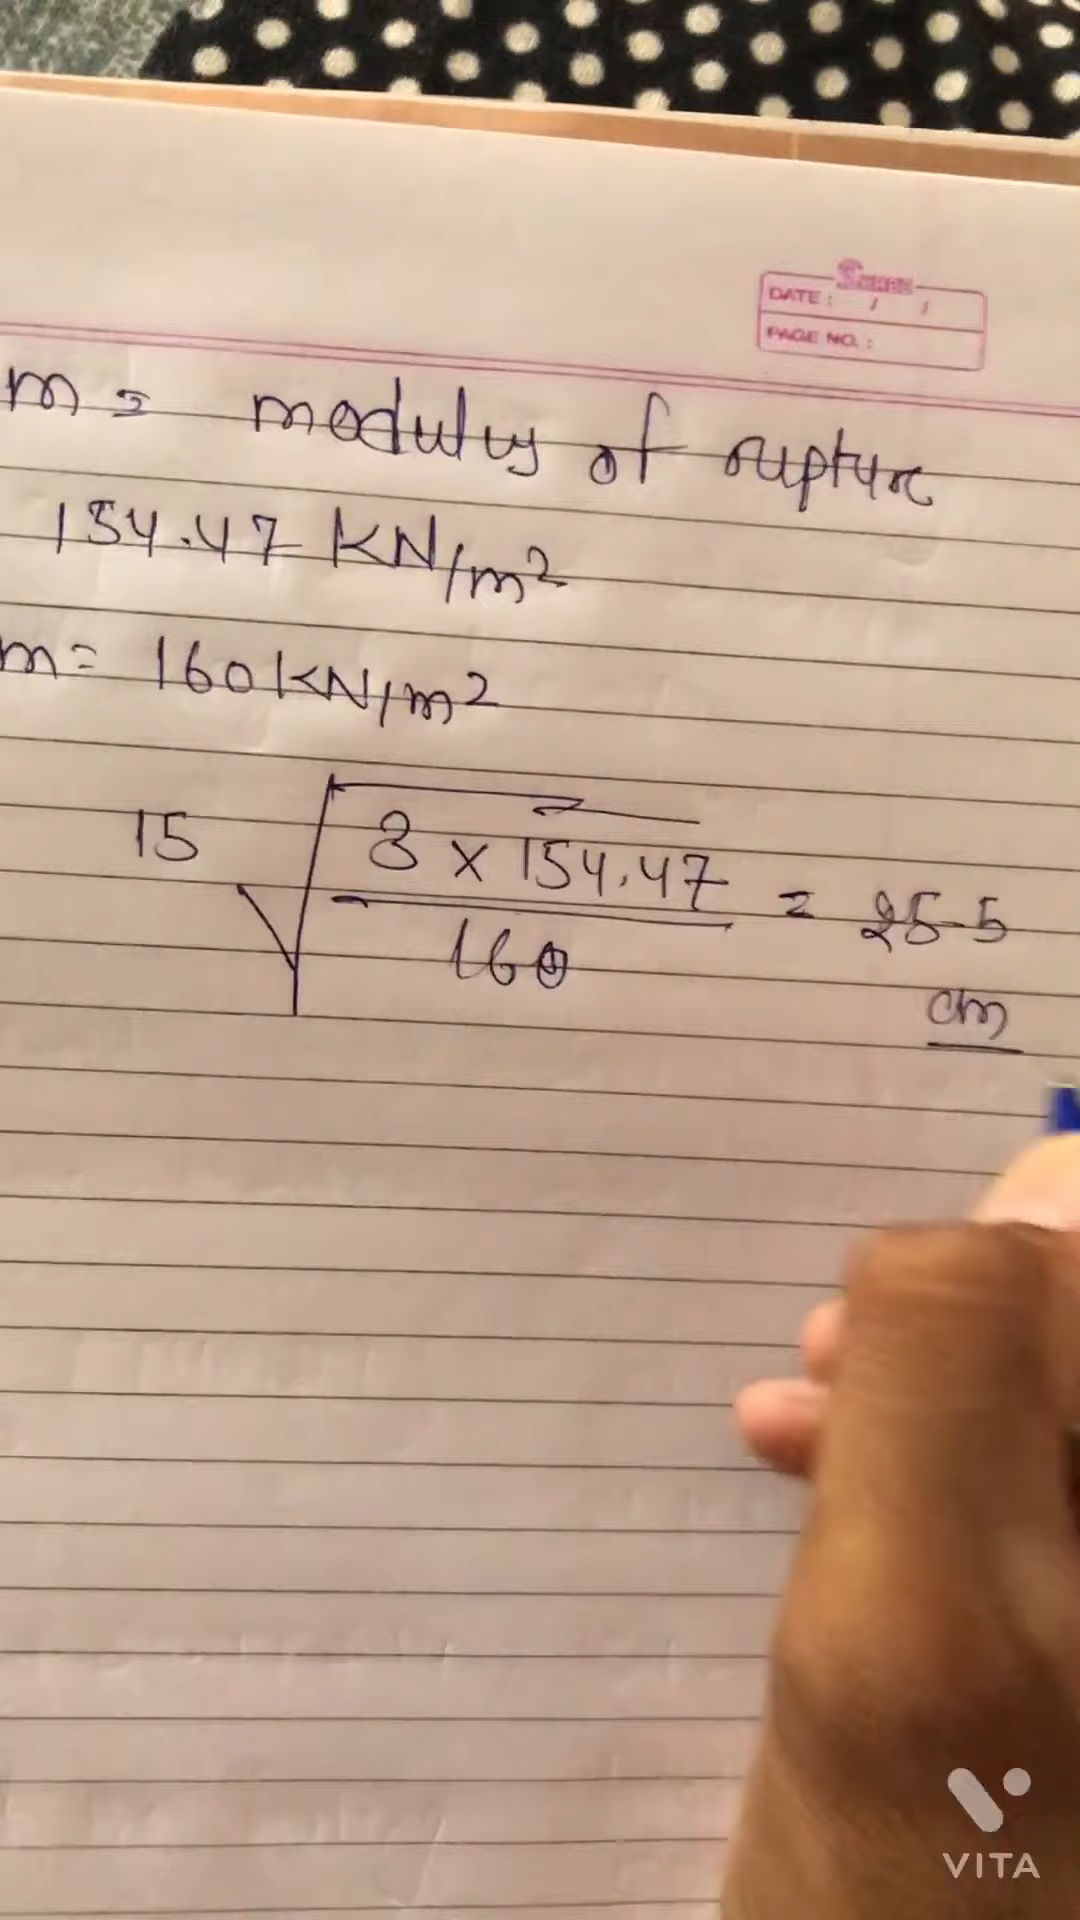 DATE: / /
PAGE NO.:
m = modulus of rupture
154.47 KN/m²
m = 160 KN/m²
15 √ 3 × 154.47 = 25.5
160
cm
VITA